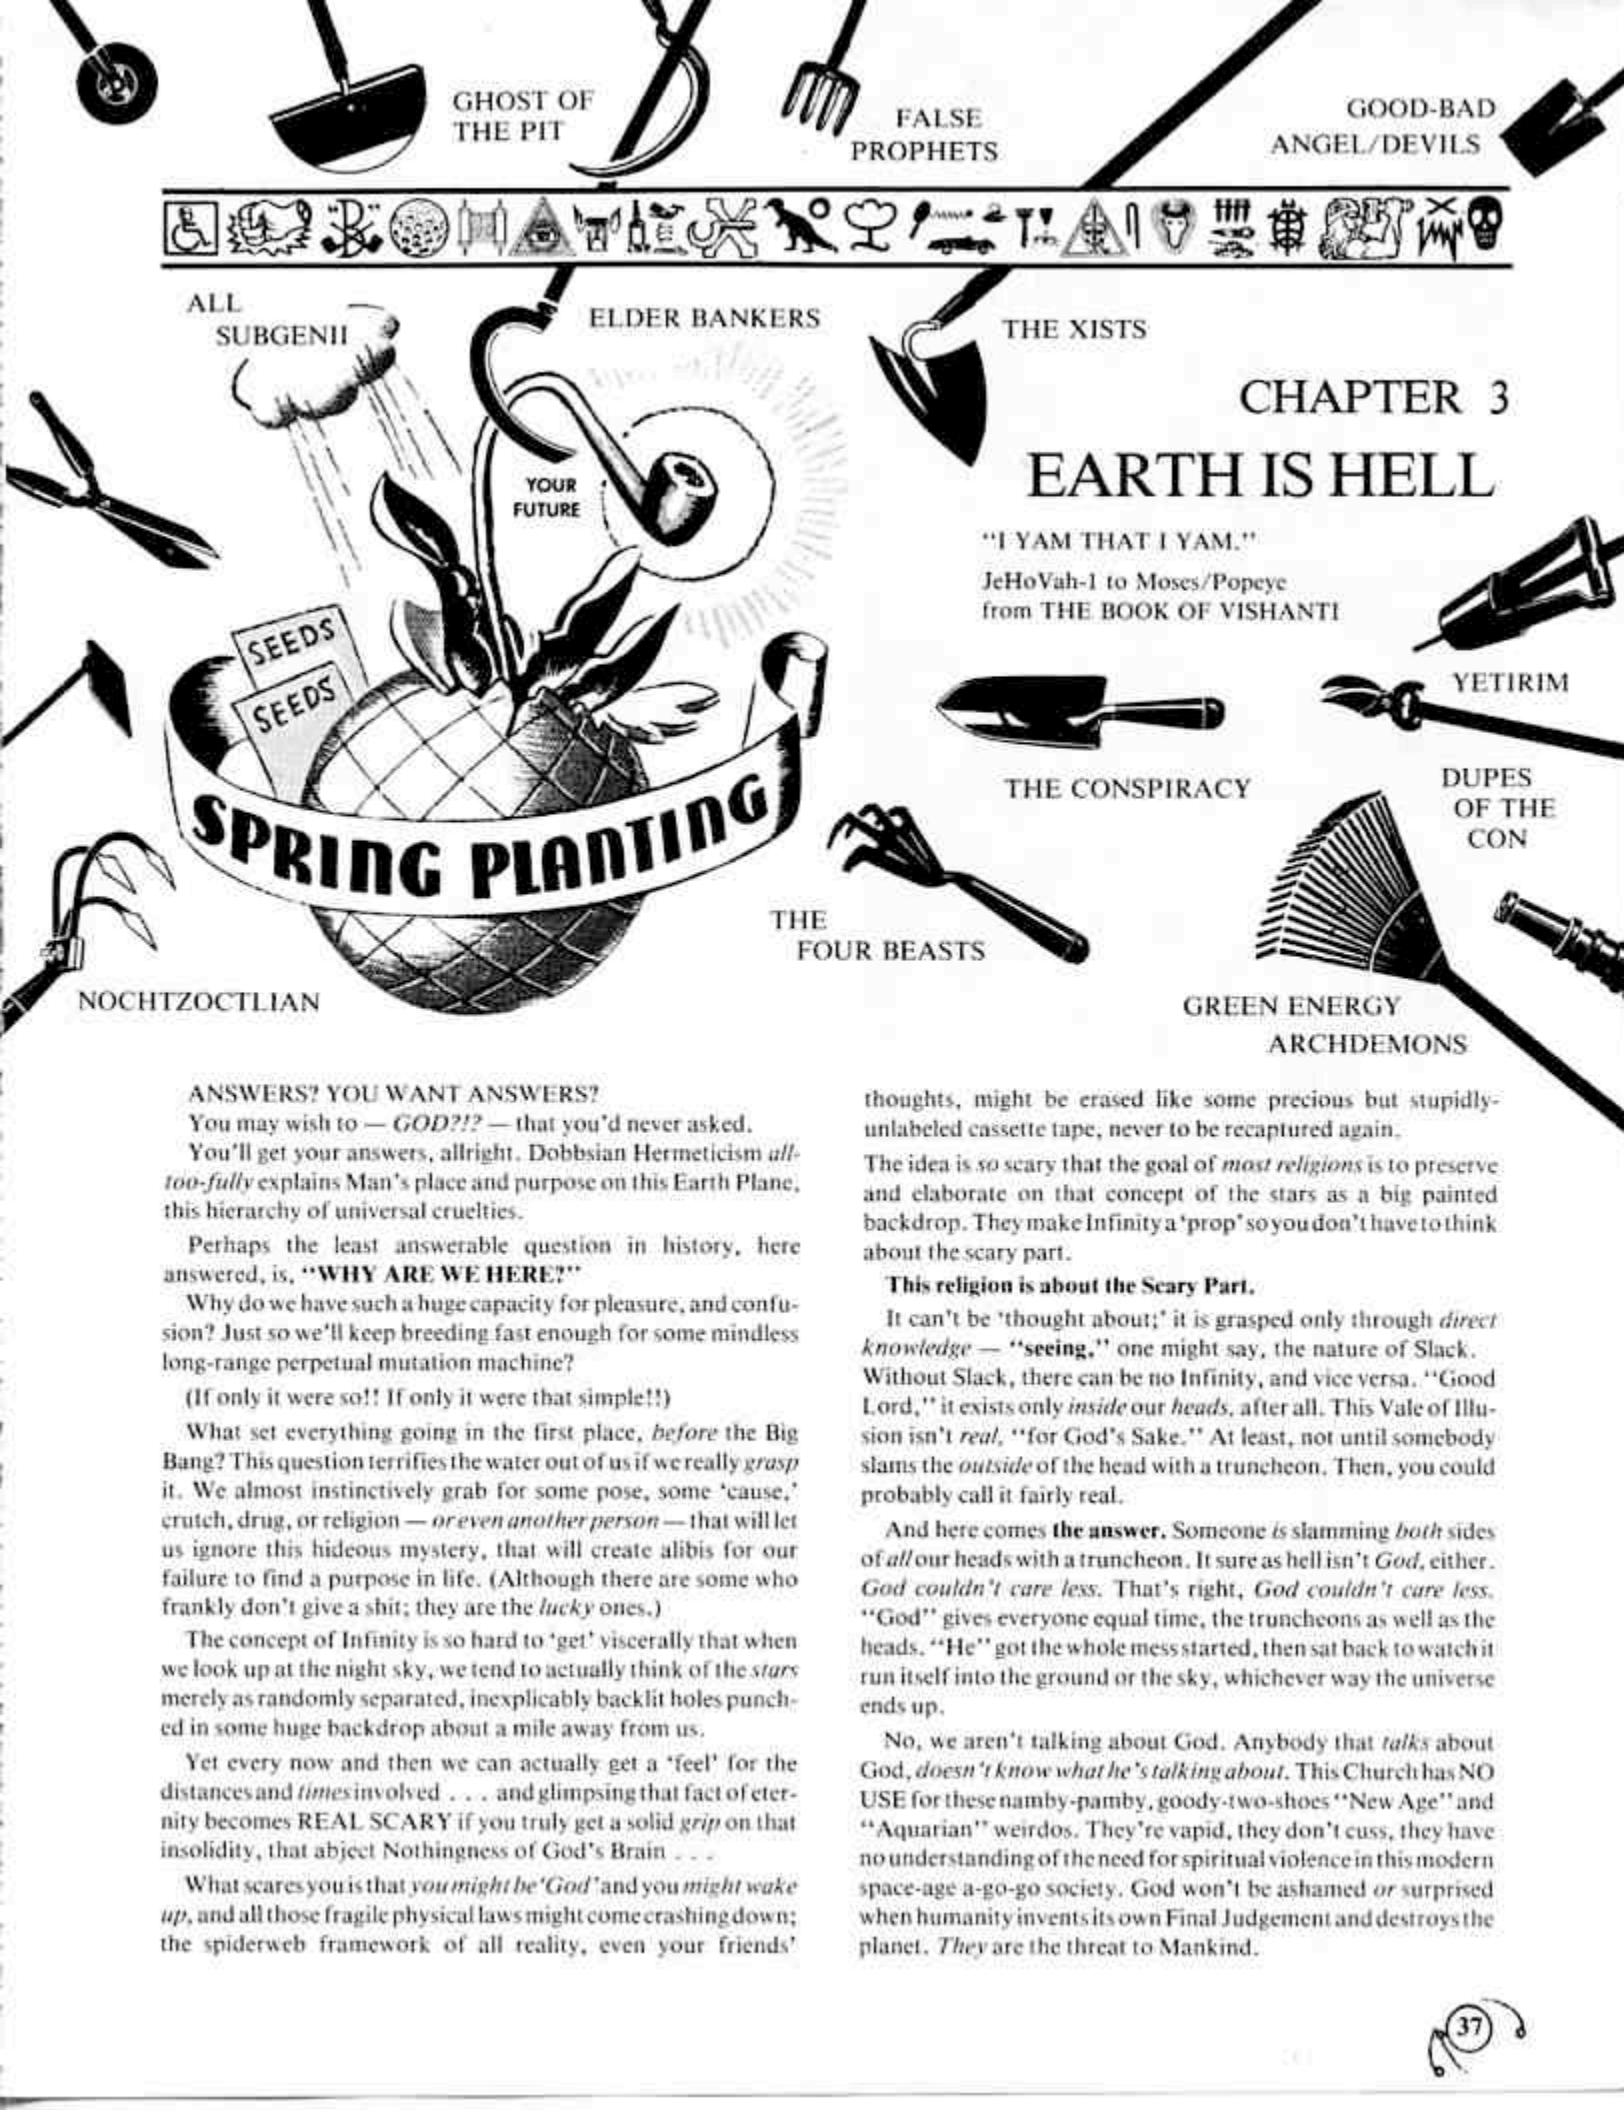 GHOST OF
THE PIT
FALSE
PROPHETS
GOOD-BAD
ANGEL/DEVILS
ALL
SUBGENII
ELDER BANKERS
THE XISTS
CHAPTER 3
EARTH IS HELL
YOUR
FUTURE
"I YAM THAT I YAM."
JeHoVah-1 to Moses/Popeye
from THE BOOK OF VISHANTI
SEEDS
SEEDS
YETIRIM
SPRING PLANTING
THE CONSPIRACY
DUPES
OF THE
CON
THE
FOUR BEASTS
NOCHTZOCTLIAN
GREEN ENERGY
ARCHDEMONS
ANSWERS? YOU WANT ANSWERS?
You may wish to — GOD?!? — that you'd never asked.
You'll get your answers, allright. Dobbsian Hermeticism all-
too-fully explains Man's place and purpose on this Earth Plane,
this hierarchy of universal cruelties.
Perhaps the least answerable question in history, here
answered, is, "WHY ARE WE HERE?"
Why do we have such a huge capacity for pleasure, and confu-
sion? Just so we'll keep breeding fast enough for some mindless
long-range perpetual mutation machine?
(If only it were so!! If only it were that simple!!)
What set everything going in the first place, before the Big
Bang? This question terrifies the water out of us if we really grasp
it. We almost instinctively grab for some pose, some 'cause,'
crutch, drug, or religion — or even another person — that will let
us ignore this hideous mystery, that will create alibis for our
failure to find a purpose in life. (Although there are some who
frankly don't give a shit; they are the lucky ones.)
The concept of Infinity is so hard to 'get' viscerally that when
we look up at the night sky, we tend to actually think of the stars
merely as randomly separated, inexplicably backlit holes punch-
ed in some huge backdrop about a mile away from us.
Yet every now and then we can actually get a 'feel' for the
distances and times involved . . . and glimpsing that fact of eter-
nity becomes REAL SCARY if you truly get a solid grip on that
insolidity, that abject Nothingness of God's Brain . . .
What scares you is that you might be 'God' and you might wake
up, and all those fragile physical laws might come crashing down;
the spiderweb framework of all reality, even your friends'
thoughts, might be erased like some precious but stupidly-
unlabeled cassette tape, never to be recaptured again.
The idea is so scary that the goal of most religions is to preserve
and elaborate on that concept of the stars as a big painted
backdrop. They make Infinity a 'prop' so you don't have to think
about the scary part.
This religion is about the Scary Part.
It can't be 'thought about;' it is grasped only through direct
knowledge — "seeing," one might say, the nature of Slack.
Without Slack, there can be no Infinity, and vice versa. "Good
Lord," it exists only inside our heads, after all. This Vale of Illu-
sion isn't real, "for God's Sake." At least, not until somebody
slams the outside of the head with a truncheon. Then, you could
probably call it fairly real.
And here comes the answer. Someone is slamming both sides
of all our heads with a truncheon. It sure as hell isn't God, either.
God couldn't care less. That's right, God couldn't care less.
"God" gives everyone equal time, the truncheons as well as the
heads. "He" got the whole mess started, then sat back to watch it
run itself into the ground or the sky, whichever way the universe
ends up.
No, we aren't talking about God. Anybody that talks about
God, doesn't know what he's talking about. This Church has NO
USE for these namby-pamby, goody-two-shoes "New Age" and
"Aquarian" weirdos. They're vapid, they don't cuss, they have
no understanding of the need for spiritual violence in this modern
space-age a-go-go society. God won't be ashamed or surprised
when humanity invents its own Final Judgement and destroys the
planet. They are the threat to Mankind.
37